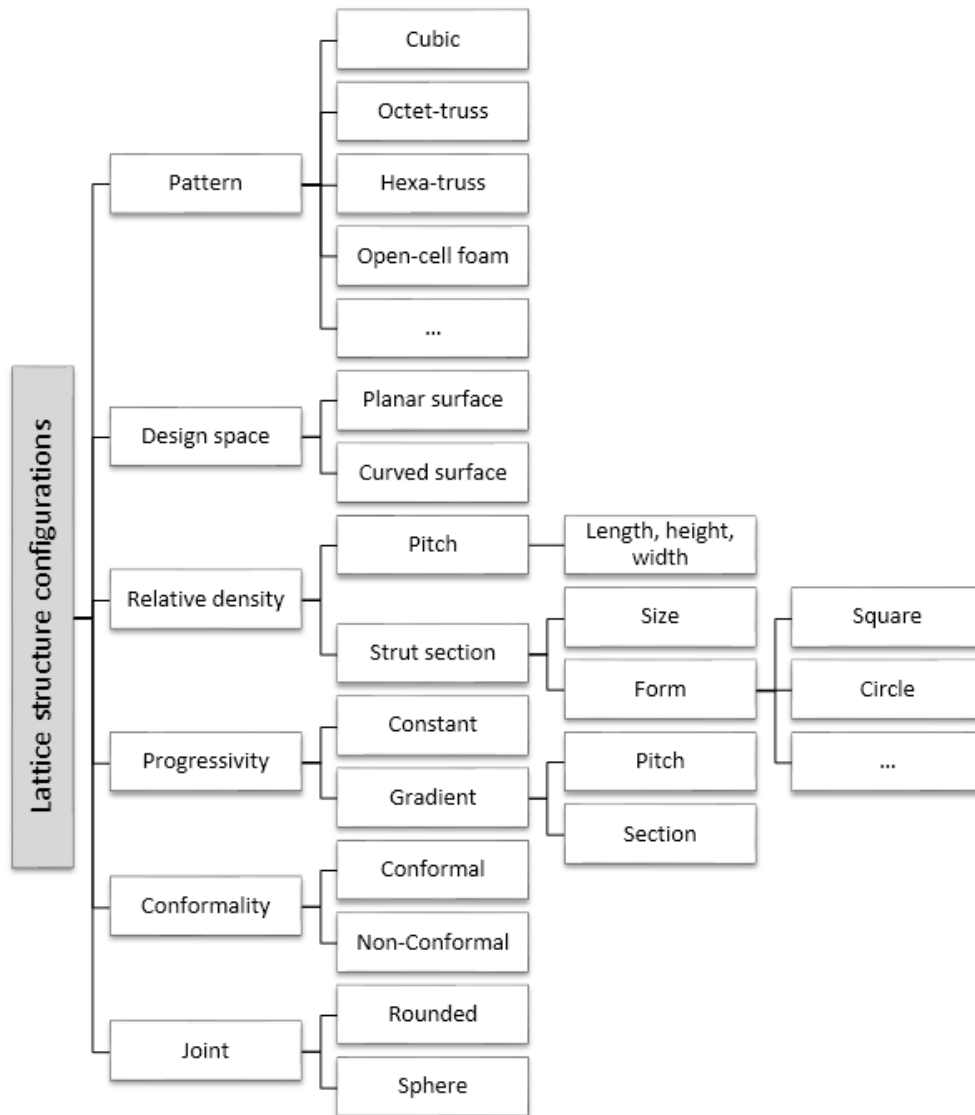 Lattice structure configurations
Pattern
Cubic
Octet-truss
Hexa-truss
Open-cell foam
...
Design space
Planar surface
Curved surface
Relative density
Pitch
Length, height,
width
Strut section
Size
Form
Square
Circle
...
Progressivity
Constant
Gradient
Pitch
Section
Conformality
Conformal
Non-Conformal
Joint
Rounded
Sphere